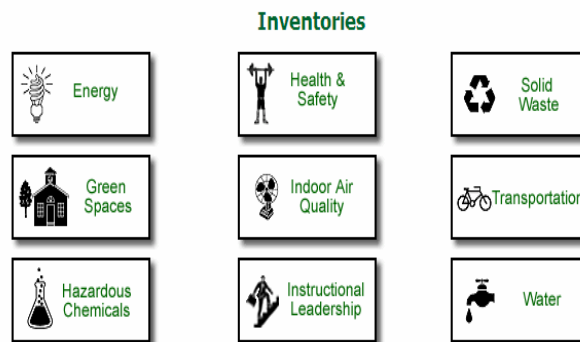 Inventories
Energy
Health &
Safety
Solid
Waste
Green
Spaces
Indoor Air
Quality
Transportation
Hazardous
Chemicals
Instructional
Leadership
Water